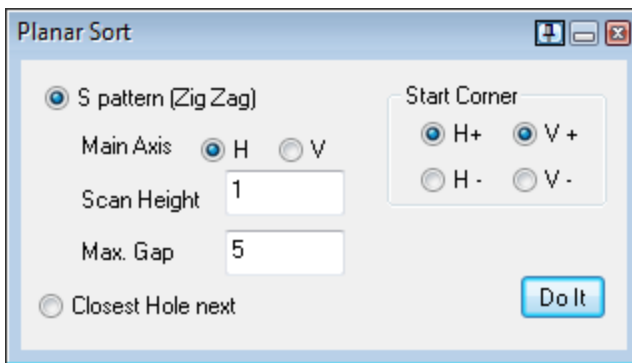 Planar Sort
S pattern (Zig Zag)
Start Corner
Main Axis H V
H+ V +
Scan Height 1
H - V -
Max. Gap 5
Closest Hole next
Do It